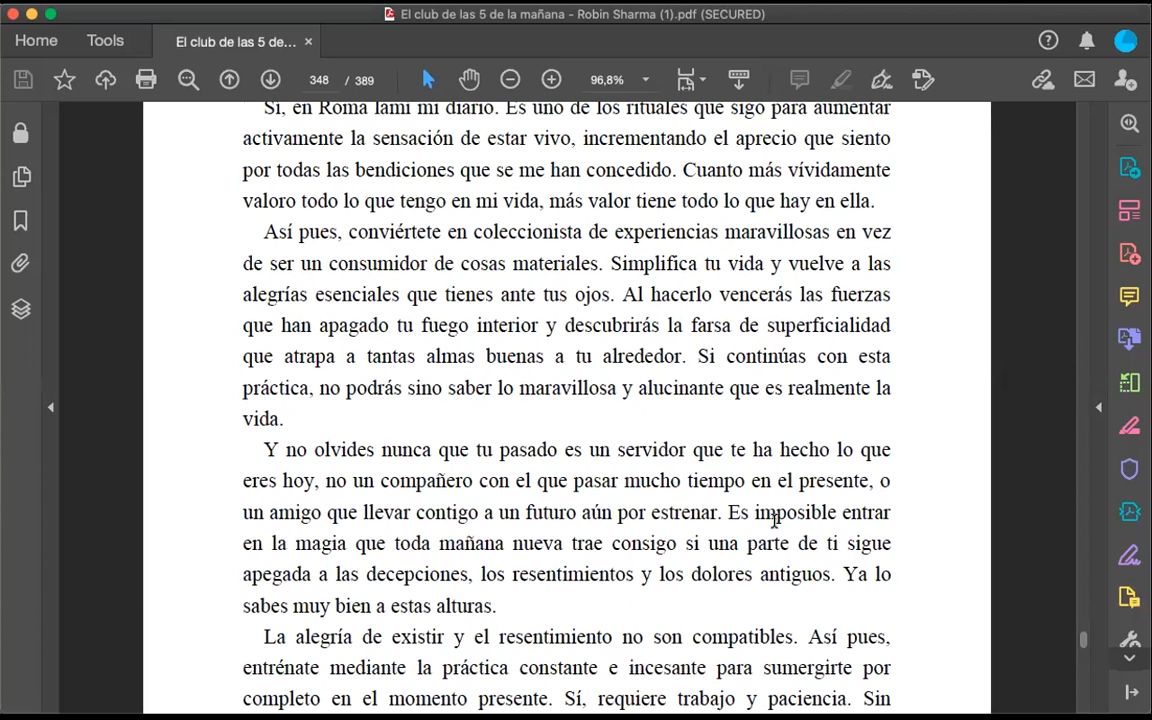 El club de las 5 de la mañana - Robin Sharma (1).pdf (SECURED)
Home Tools El club de las 5 de... ×
348 / 389 96,8%
Sí, en Roma lamí mi diario. Es uno de los rituales que sigo para aumentar
activamente la sensación de estar vivo, incrementando el aprecio que siento
por todas las bendiciones que se me han concedido. Cuanto más vívidamente
valoro todo lo que tengo en mi vida, más valor tiene todo lo que hay en ella.
Así pues, conviértete en coleccionista de experiencias maravillosas en vez
de ser un consumidor de cosas materiales. Simplifica tu vida y vuelve a las
alegrías esenciales que tienes ante tus ojos. Al hacerlo vencerás las fuerzas
que han apagado tu fuego interior y descubrirás la farsa de superficialidad
que atrapa a tantas almas buenas a tu alrededor. Si continúas con esta
práctica, no podrás sino saber lo maravillosa y alucinante que es realmente la
vida.
Y no olvides nunca que tu pasado es un servidor que te ha hecho lo que
eres hoy, no un compañero con el que pasar mucho tiempo en el presente, o
un amigo que llevar contigo a un futuro aún por estrenar. Es imposible entrar
en la magia que toda mañana nueva trae consigo si una parte de ti sigue
apegada a las decepciones, los resentimientos y los dolores antiguos. Ya lo
sabes muy bien a estas alturas.
La alegría de existir y el resentimiento no son compatibles. Así pues,
entrénate mediante la práctica constante e incesante para sumergirte por
completo en el momento presente. Sí, requiere trabajo y paciencia. Sin